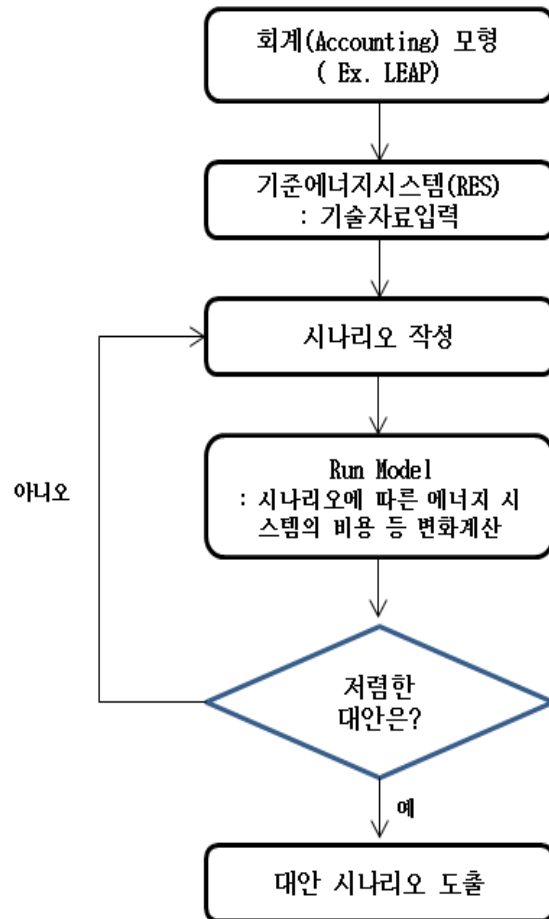 회계(Accounting) 모형
( Ex. LEAP)
기준에너지시스템(RES)
: 기술자료입력
시나리오 작성
Run Model
: 시나리오에 따른 에너지 시
스템의 비용 등 변화계산
아니오
저렴한
대안은?
예
대안 시나리오 도출